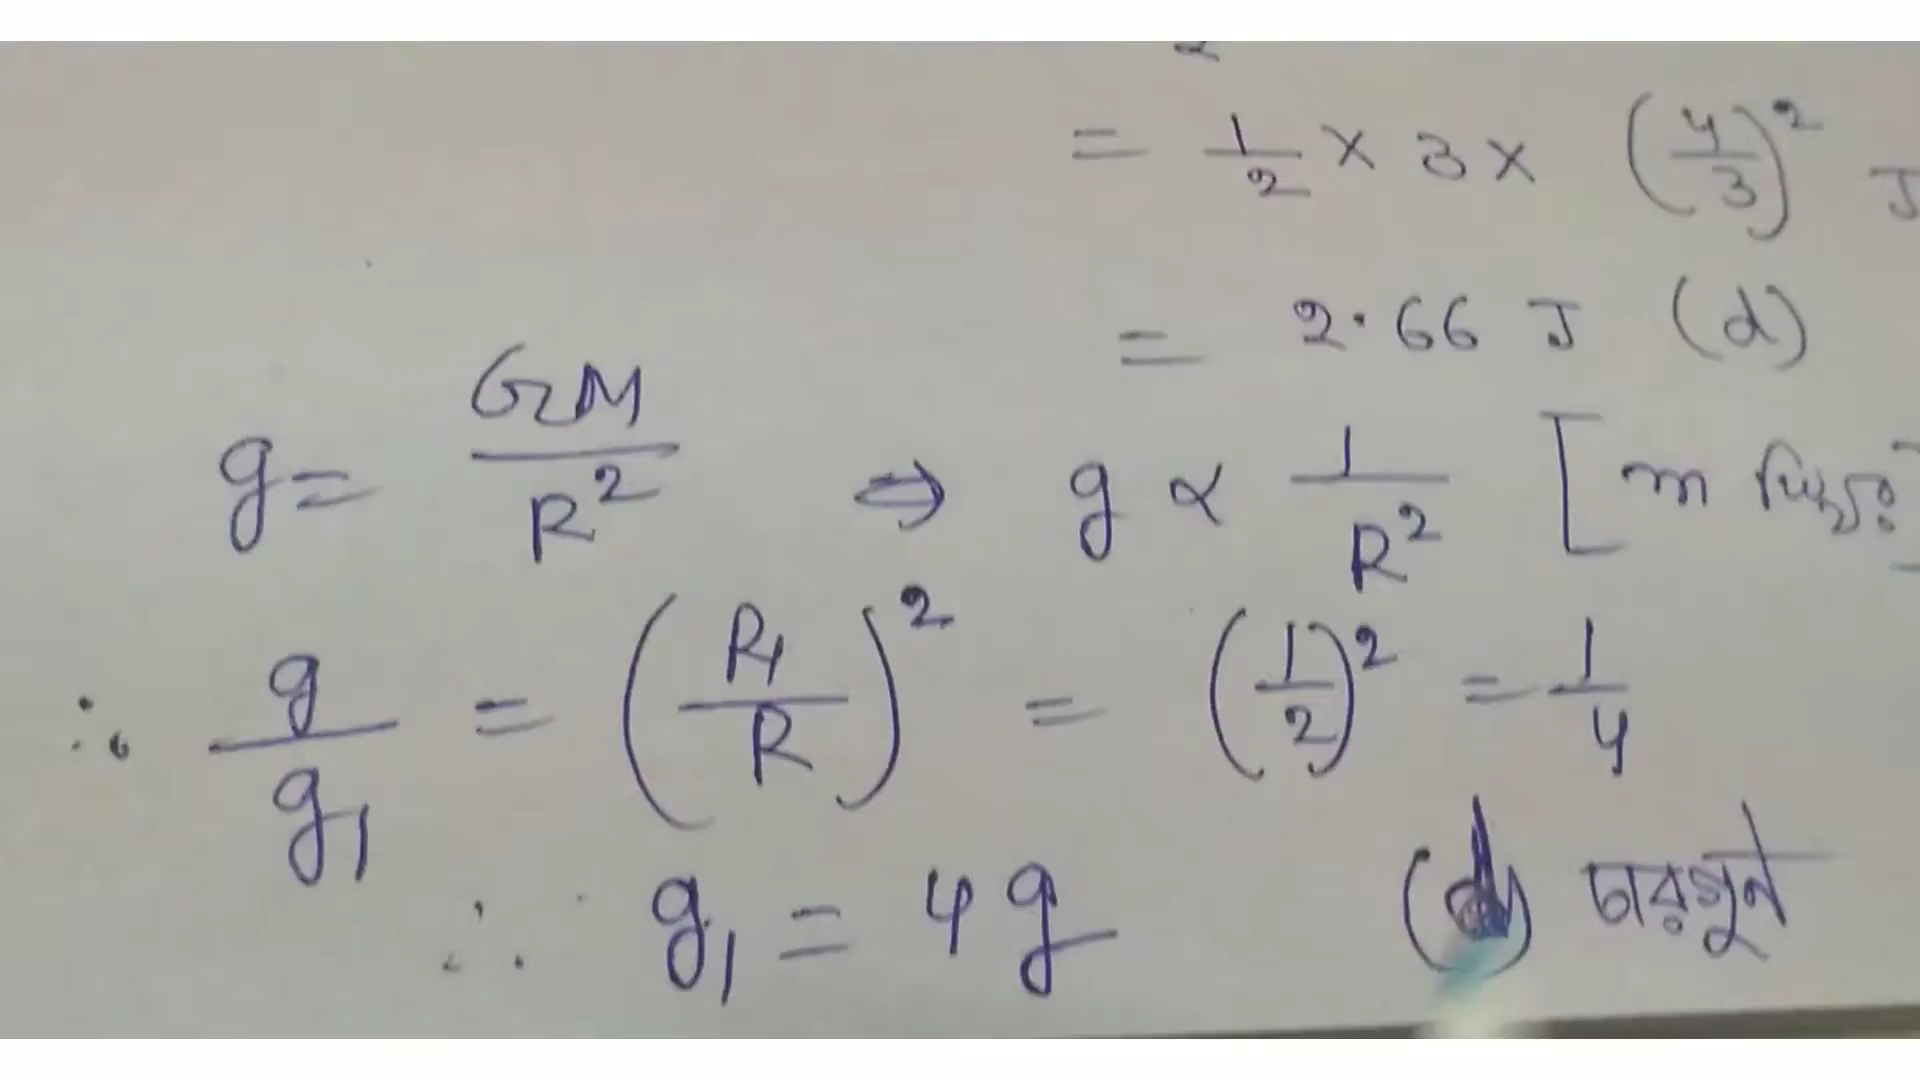 = 1/2 × 3 × (4/3)² J
= 2.66 J (d)
g = GM/R² ⇒ g ∝ 1/R² [m স্থির]
∴ g/g₁ = (R₁/R)² = (1/2)² = 1/4
∴ g₁ = 4g (d) চারগুন